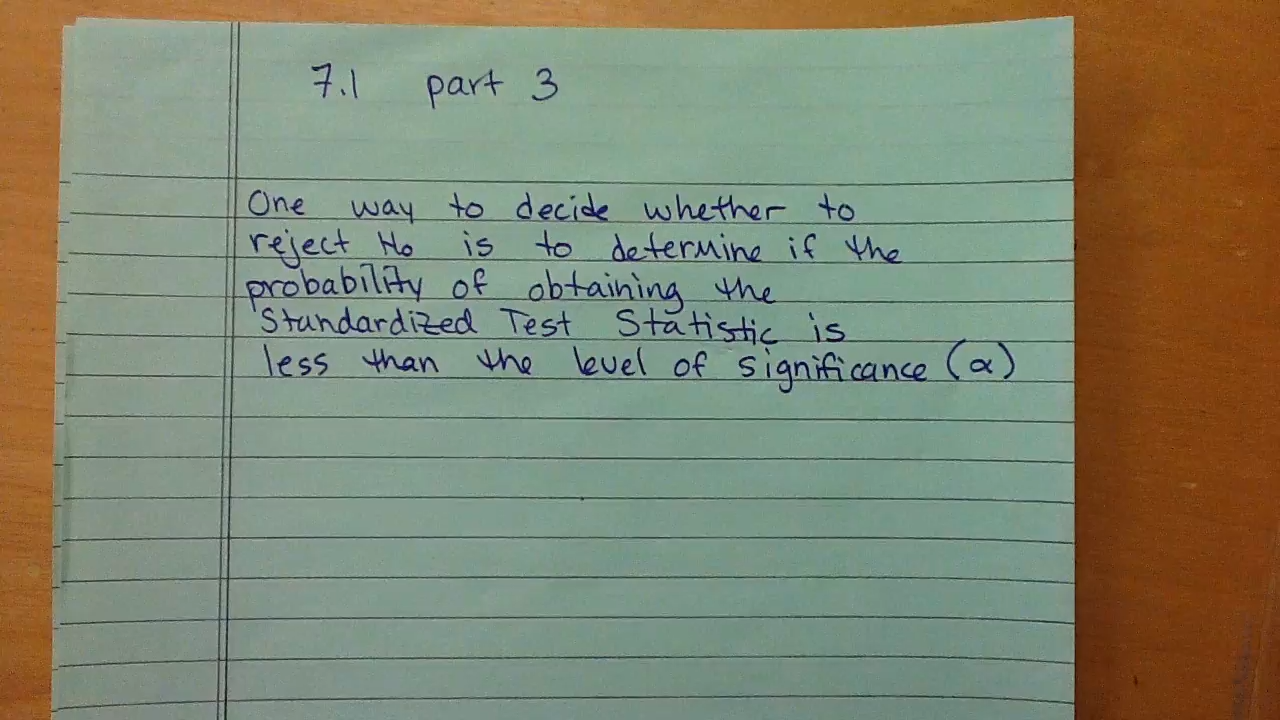 7.1 part 3
One way to decide whether to
reject Ho is to determine if the
probability of obtaining the
Standardized Test Statistic is
less than the level of significance (α)